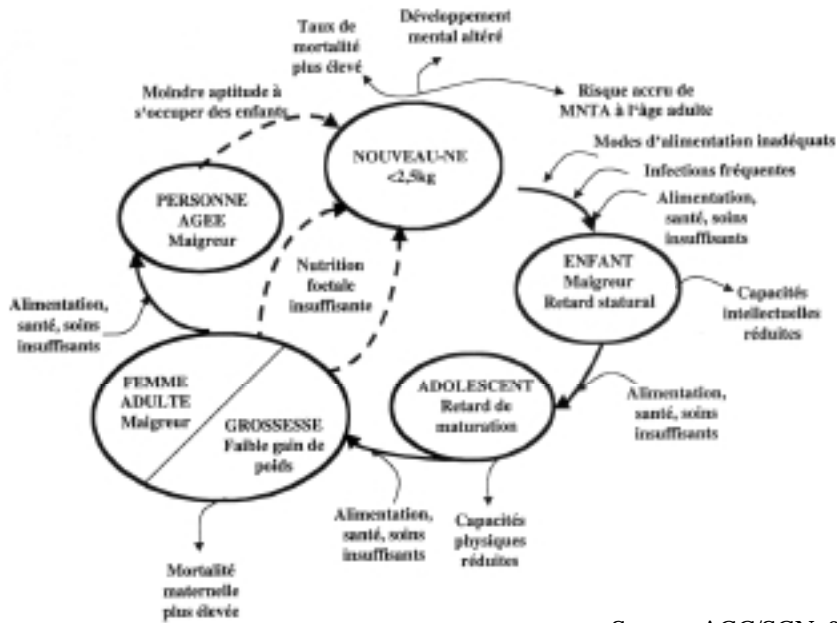 Taux de
mortalité
plus élevé
Développement
mental altéré
Moindre aptitude à
s'occuper des enfants
Risque accru de
MNTA à l'âge adulte
NOUVEAU-NE
<2,5kg
Modes d'alimentation inadéquats
Infections fréquentes
Alimentation,
santé, soins
insuffisants
PERSONNE
AGEE
Maigreur
Nutrition
foetale
insuffisante
ENFANT
Maigreur
Retard statural
Capacités
intellectuelles
réduites
Alimentation,
santé, soins
insuffisants
FEMME
ADULTE
Maigreur
GROSSESSE
Faible gain de
poids
ADOLESCENT
Retard de
maturation
Alimentation,
santé, soins
insuffisants
Alimentation,
santé, soins
insuffisants
Capacités
physiques
réduites
Mortalité
maternelle
plus élevée